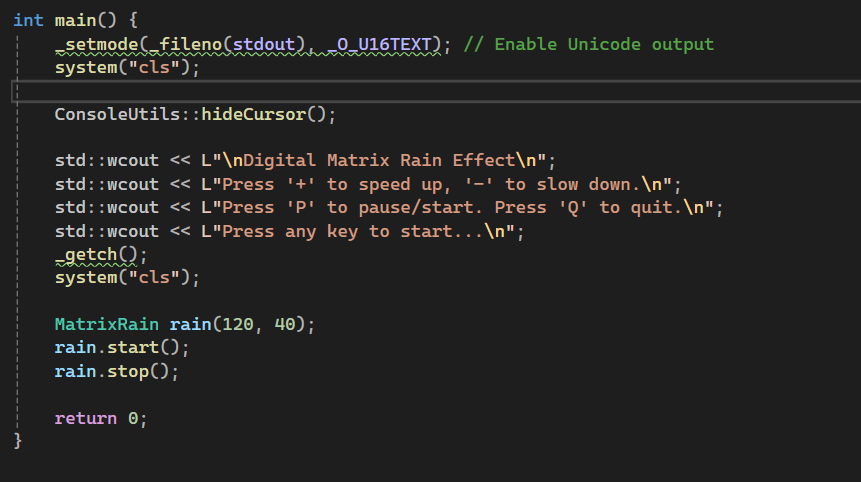 int main() {
_setmode(_fileno(stdout), _O_U16TEXT); // Enable Unicode output
system("cls");
ConsoleUtils::hideCursor();
std::wcout << L"\nDigital Matrix Rain Effect\n";
std::wcout << L"Press '+' to speed up, '-' to slow down.\n";
std::wcout << L"Press 'P' to pause/start. Press 'Q' to quit.\n";
std::wcout << L"Press any key to start...\n";
_getch();
system("cls");
MatrixRain rain(120, 40);
rain.start();
rain.stop();
return 0;
}